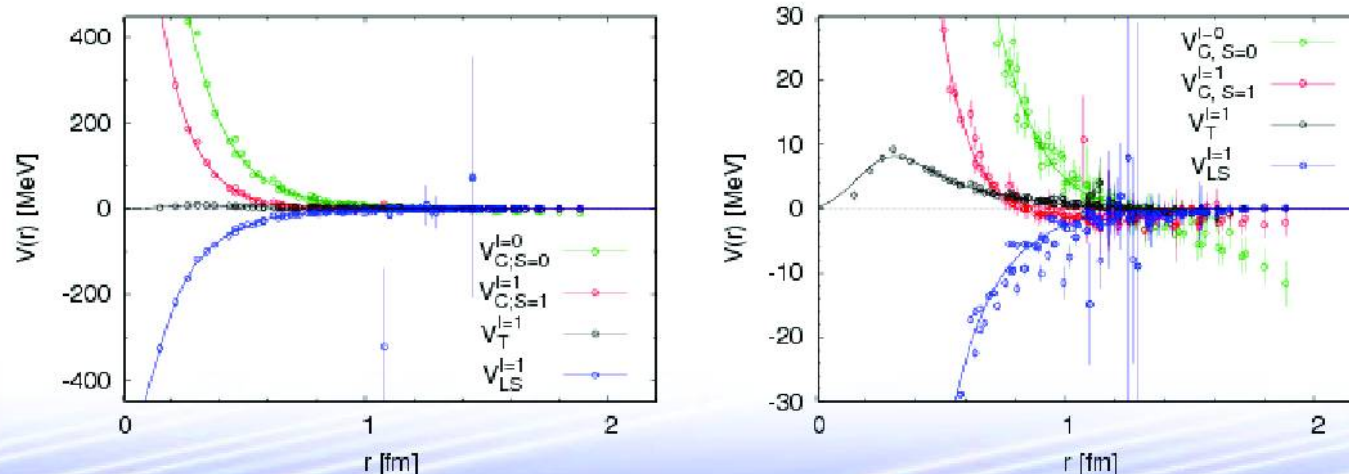 400
200
0
-200
-400
V(r) [MeV]
0
1
2
r [fm]
V^{I=0}_{C;S=0}
V^{I=1}_{C;S=1}
V^{I=1}_T
V^{I=1}_{LS}
30
20
10
0
-10
-20
-30
V(r) [MeV]
0
1
2
r [fm]
V^{I=0}_{C, S=0}
V^{I=1}_{C, S=1}
V^{I=1}_T
V^{I=1}_{LS}